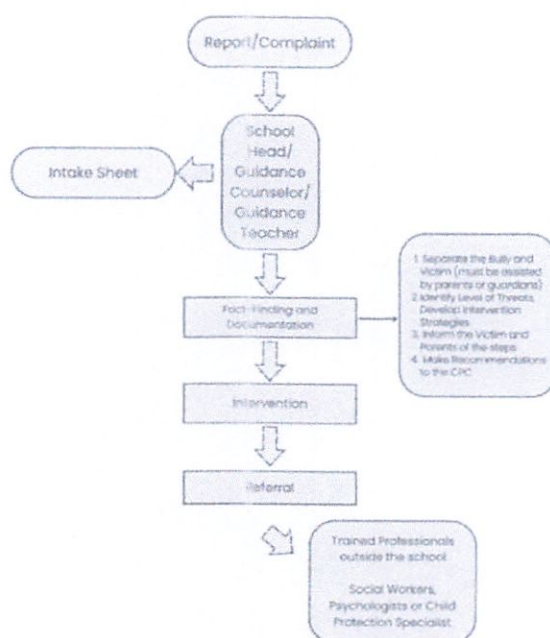 Report/Complaint
School
Head/
Guidance
Counselor/
Guidance
Teacher
Intake Sheet
Fact-Finding and
Documentation
1. Separate the Bully and
Victim (must be assisted
by parents or guardians)
2. Identify Level of Threats,
Develop Intervention
Strategies
3. Inform the Victim and
Parents of the steps
4. Make Recommendations
to the CPC
Intervention
Referral
Trained Professionals
outside the school
Social Workers,
Psychologists or Child
Protection Specialist